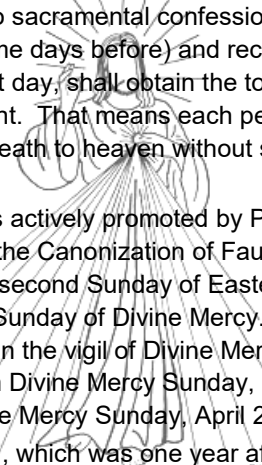 o sacramental confessio
me days before) and rec
t day, shall obtain the to
nt. That means each pe
eath to heaven without s
s actively promoted by P
the Canonization of Fau
second Sunday of Easte
Sunday of Divine Mercy.
n the vigil of Divine Mer
Divine Mercy Sunday,
e Mercy Sunday, April 2
, which was one year af